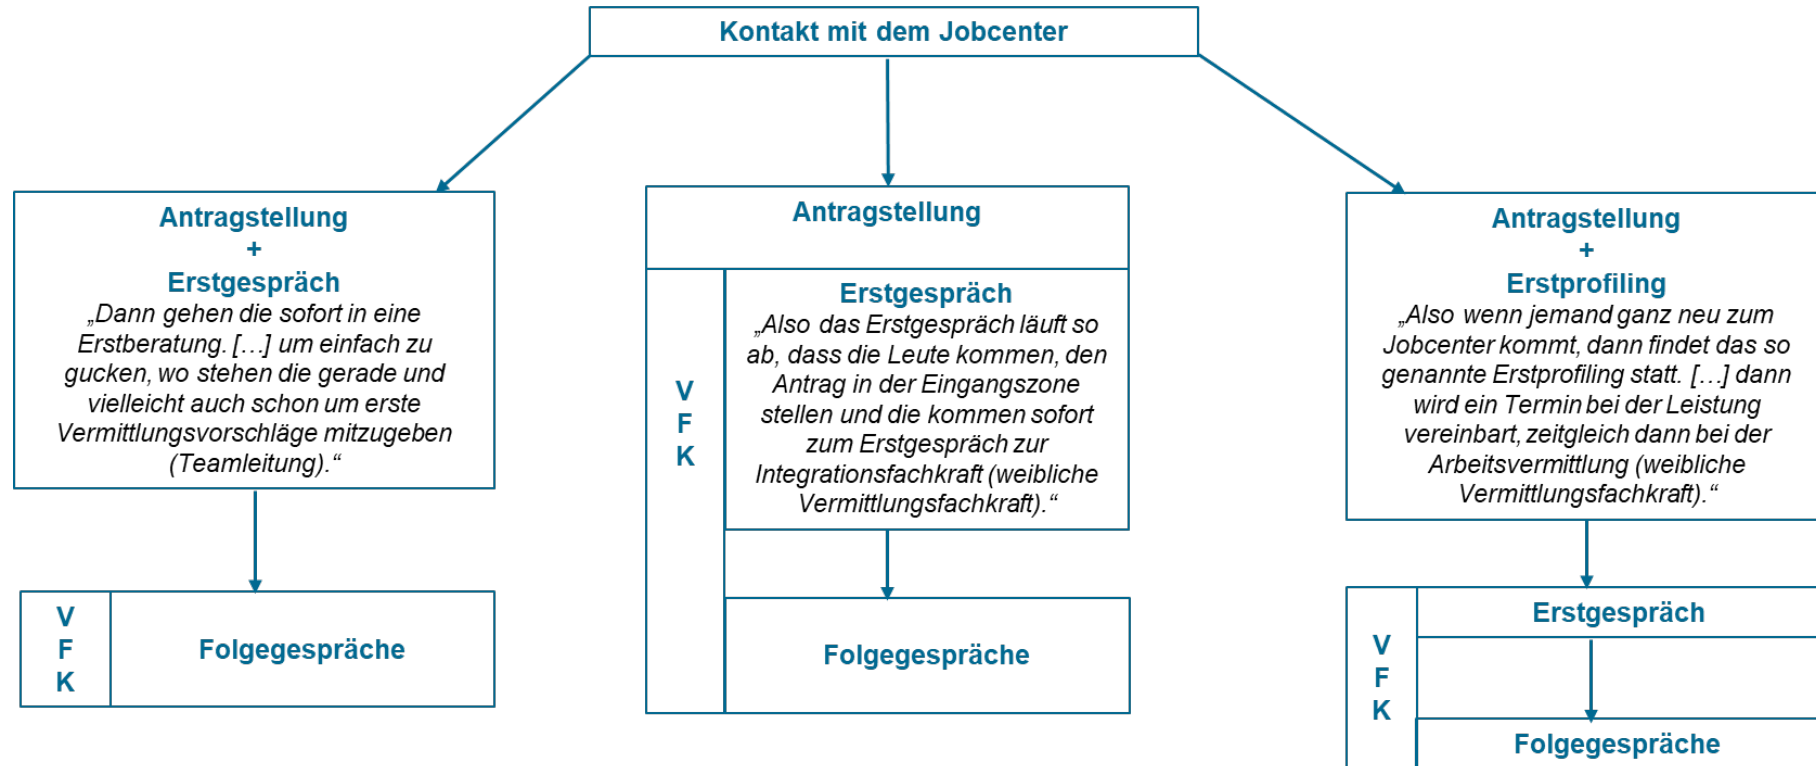 Kontakt mit dem Jobcenter
Antragstellung
+
Erstgespräch
„Dann gehen die sofort in eine
Erstberatung. […] um einfach zu
gucken, wo stehen die gerade und
vielleicht auch schon um erste
Vermittlungsvorschläge mitzugeben
(Teamleitung).“
V
F
K
Folgegespräche
Antragstellung
V
F
K
Erstgespräch
„Also das Erstgespräch läuft so
ab, dass die Leute kommen, den
Antrag in der Eingangszone
stellen und die kommen sofort
zum Erstgespräch zur
Integrationsfachkraft (weibliche
Vermittlungsfachkraft).“
Folgegespräche
Antragstellung
+
Erstprofiling
„Also wenn jemand ganz neu zum
Jobcenter kommt, dann findet das so
genannte Erstprofiling statt. […] dann
wird ein Termin bei der Leistung
vereinbart, zeitgleich dann bei der
Arbeitsvermittlung (weibliche
Vermittlungsfachkraft).“
V
F
K
Erstgespräch
Folgegespräche